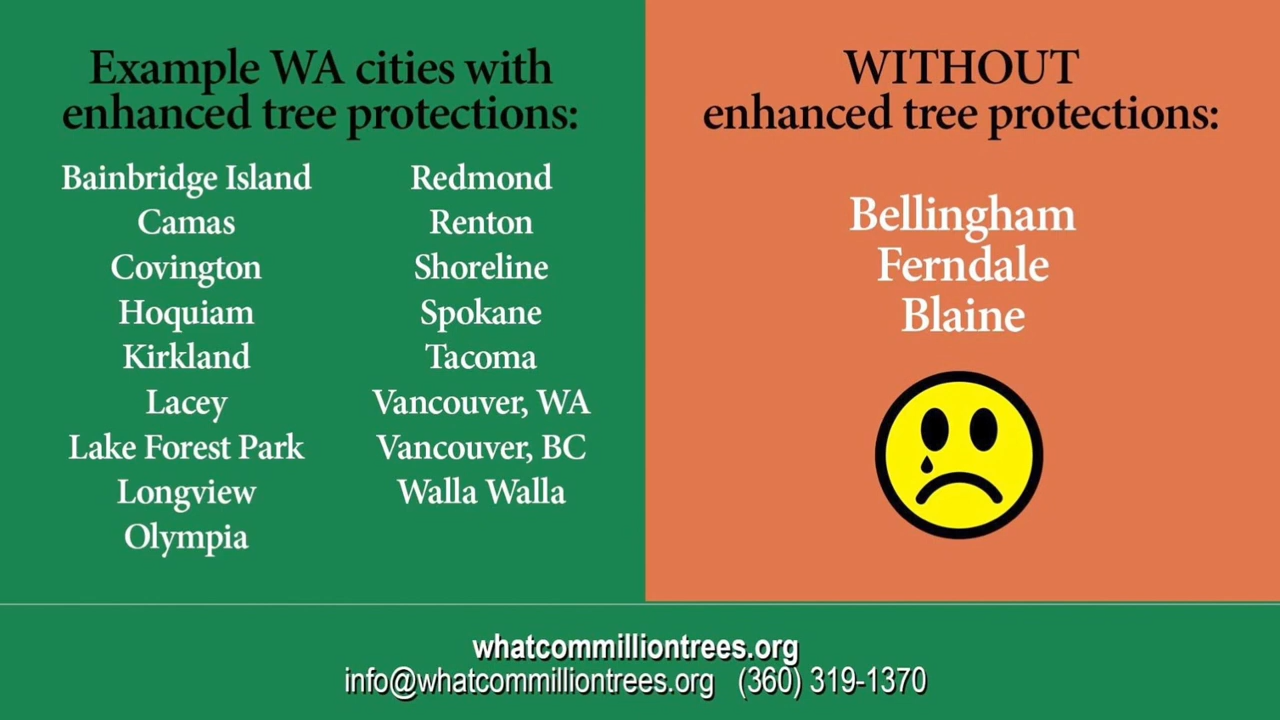 Example WA cities with
enhanced tree protections:
Bainbridge Island
Camas
Covington
Hoquiam
Kirkland
Lacey
Lake Forest Park
Longview
Olympia
Redmond
Renton
Shoreline
Spokane
Tacoma
Vancouver, WA
Vancouver, BC
Walla Walla
WITHOUT
enhanced tree protections:
Bellingham
Ferndale
Blaine
whatcommilliontrees.org
info@whatcommilliontrees.org (360) 319-1370